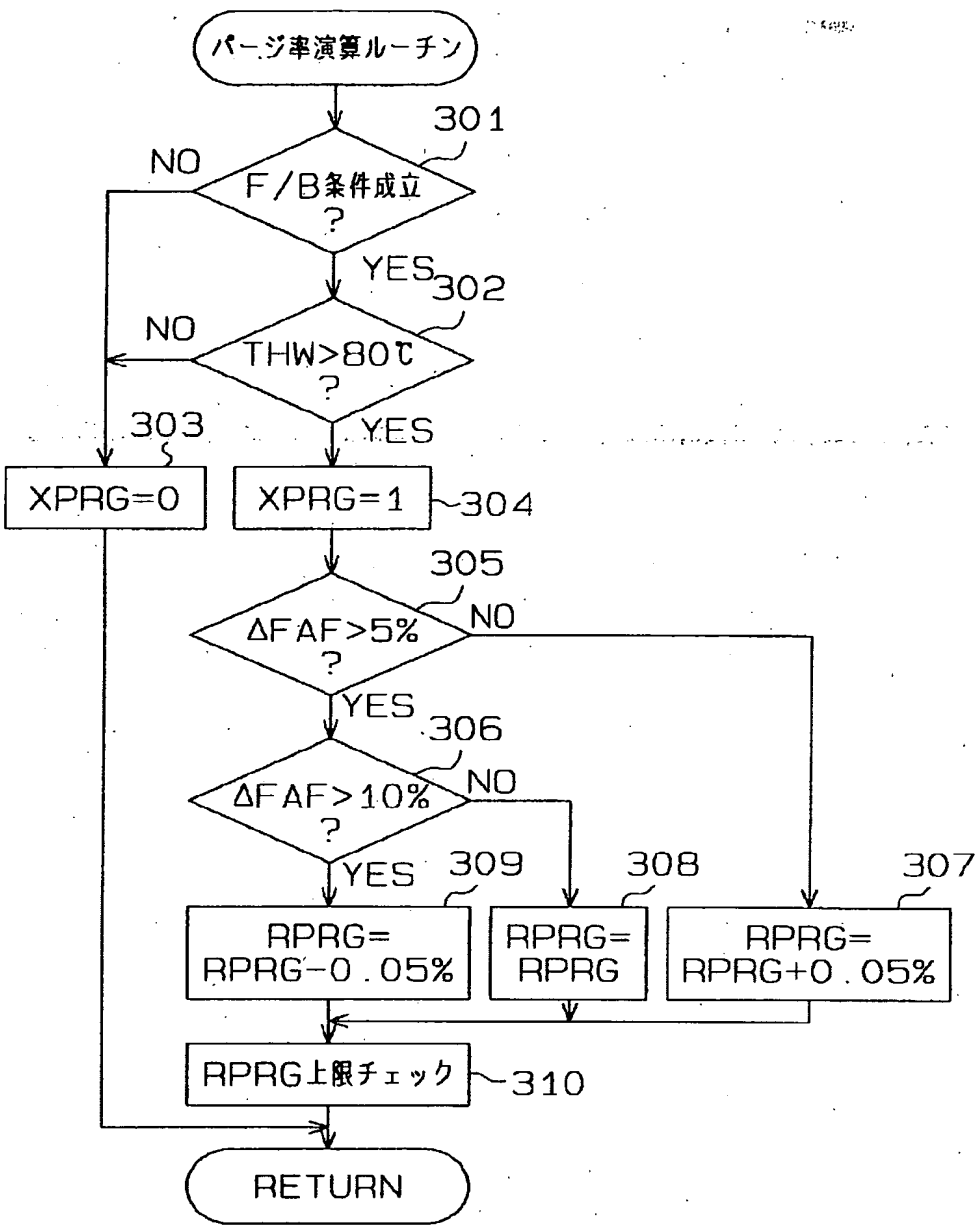 パージ率演算ルーチン
301
NO
F/B条件成立
?
YES
302
NO
THW>80℃
?
YES
303
XPRG=0
XPRG=1
304
305
NO
ΔFAF>5%
?
YES
306
NO
ΔFAF>10%
?
YES
309
308
307
RPRG=
RPRG-0.05%
RPRG=
RPRG
RPRG=
RPRG+0.05%
RPRG上限チェック
310
RETURN